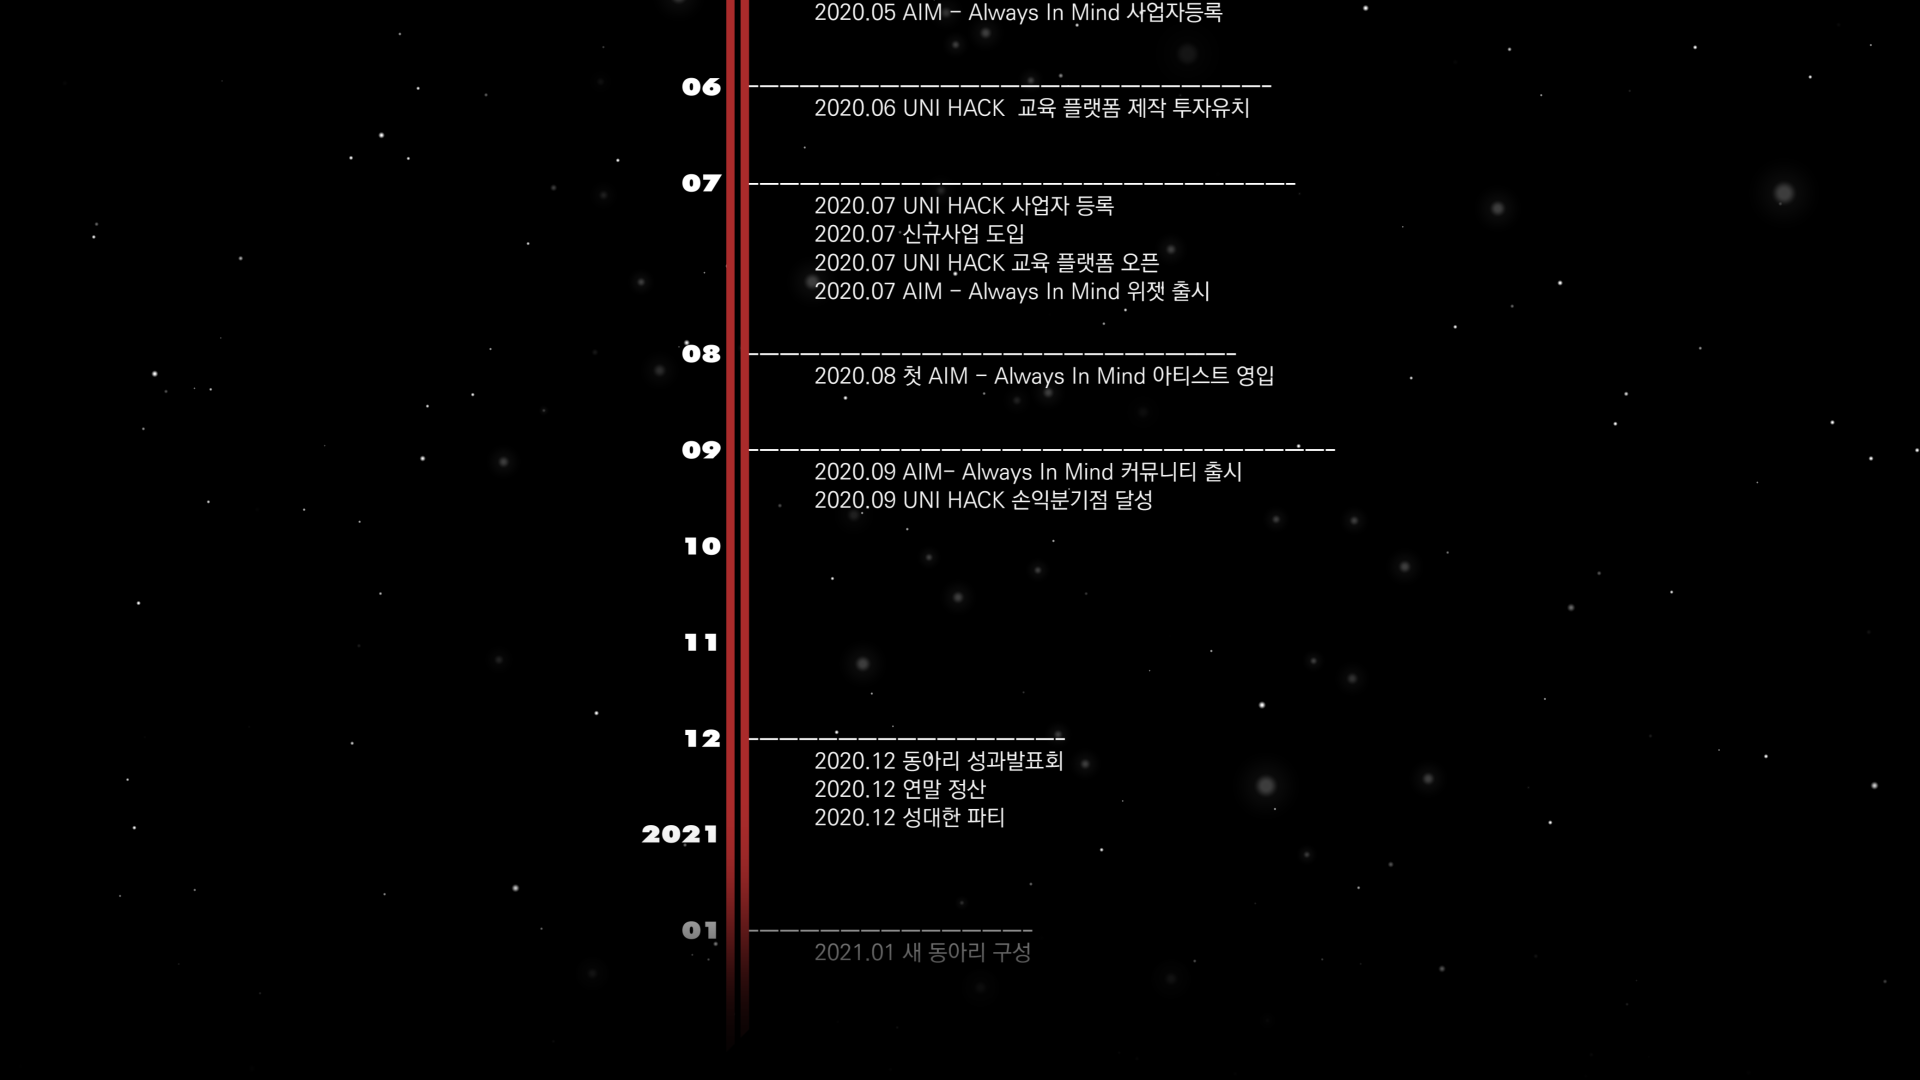 2020.05 AIM - Always In Mind 사업자등록
06
2020.06 UNI HACK 교육 플랫폼 제작 투자유치
07
2020.07 UNI HACK 사업자 등록
2020.07 신규사업 도입
2020.07 UNI HACK 교육 플랫폼 오픈
2020.07 AIM - Always In Mind 위젯 출시
08
2020.08 첫 AIM - Always In Mind 아티스트 영입
09
2020.09 AIM- Always In Mind 커뮤니티 출시
2020.09 UNI HACK 손익분기점 달성
10
11
12
2020.12 동아리 성과발표회
2020.12 연말 정산
2020.12 성대한 파티
2021
01
2021.01 새 동아리 구성